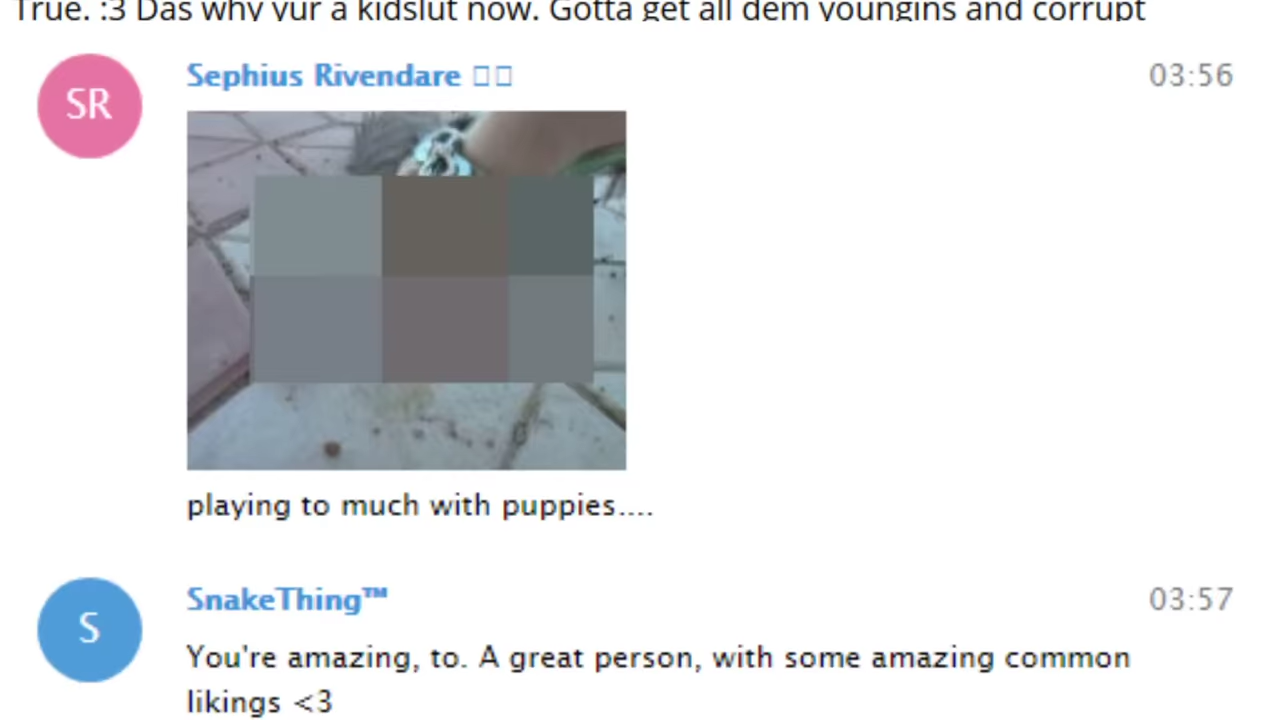 True. :3 Das why yur a kidslut now. Gotta get all dem youngins and corrupt
SR
Sephius Rivendare
03:56
playing to much with puppies....
S
SnakeThing™
03:57
You're amazing, to. A great person, with some amazing common
likings <3